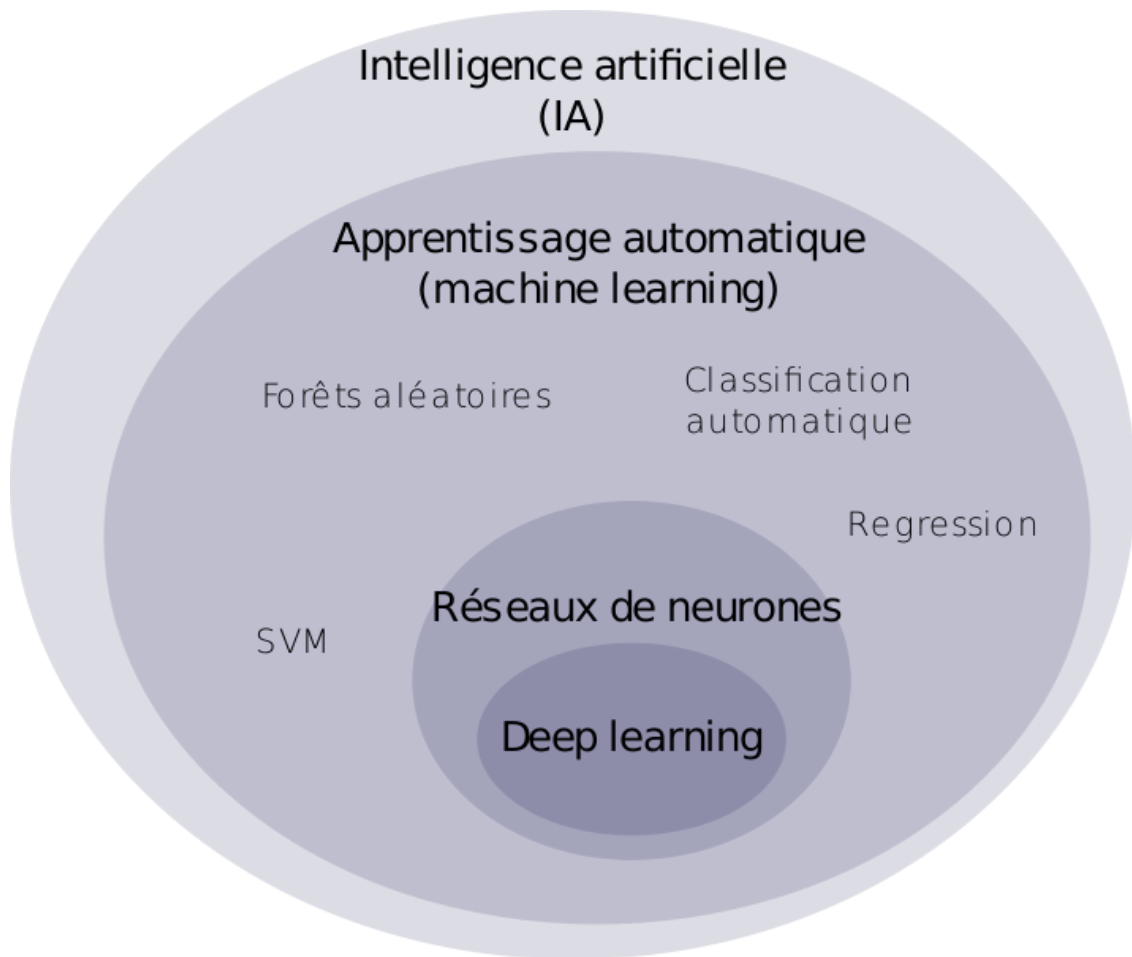 Intelligence artificielle
(IA)
Apprentissage automatique
(machine learning)
Forêts aléatoires
Classification
automatique
Regression
Réseaux de neurones
SVM
Deep learning